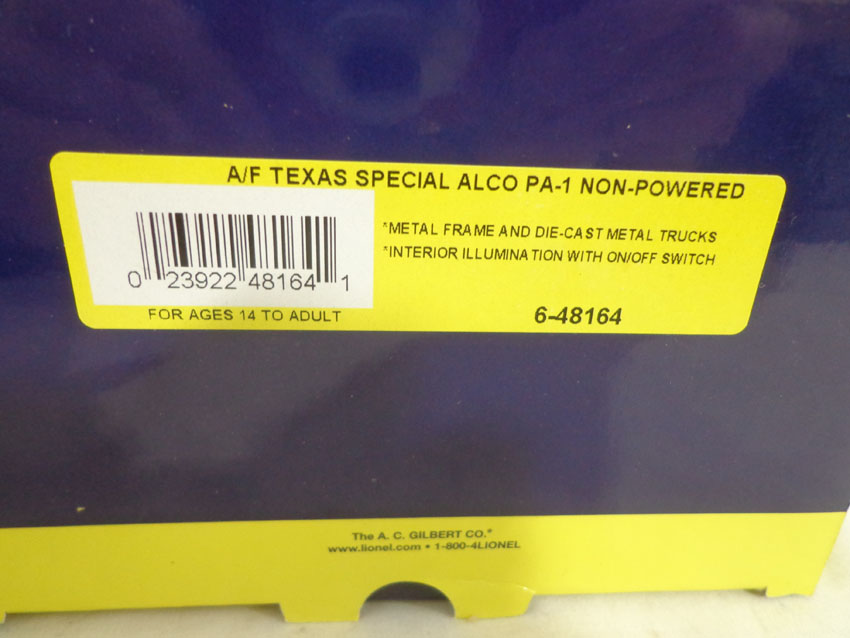 A/F TEXAS SPECIAL ALCO PA-1 NON-POWERED
*METAL FRAME AND DIE-CAST METAL TRUCKS
*INTERIOR ILLUMINATION WITH ON/OFF SWITCH
0 23922 48164 1
FOR AGES 14 TO ADULT
6-48164
The A. C. GILBERT CO.*
www.lionel.com • 1-800-4LIONEL